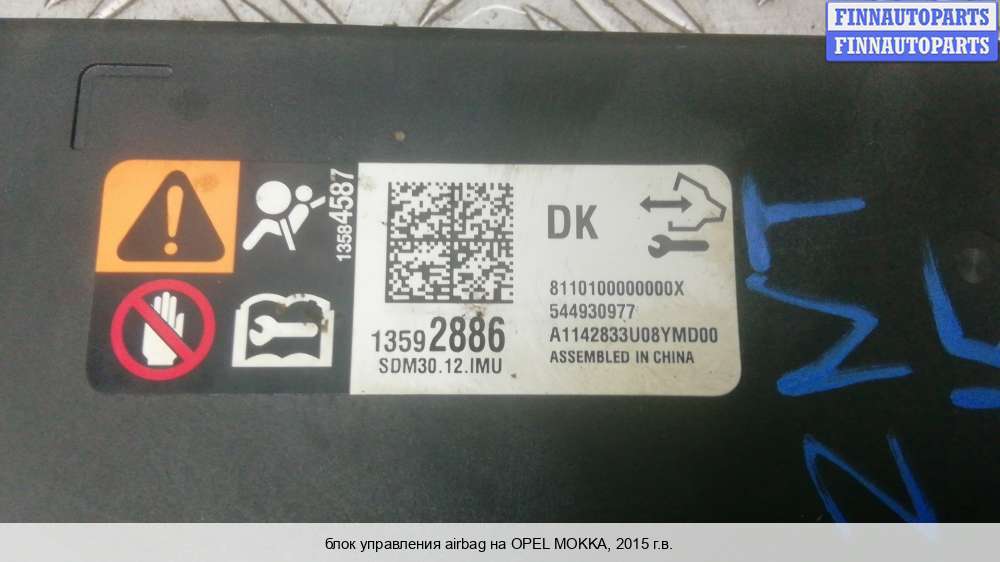 FINNAUTOPARTS
FINNAUTOPARTS
13584587
DK
8110100000000X
544930977
A1142833U08YMD00
ASSEMBLED IN CHINA
13592886
SDM30.12.IMU
блок управления airbag на OPEL MOKKA, 2015 г.в.